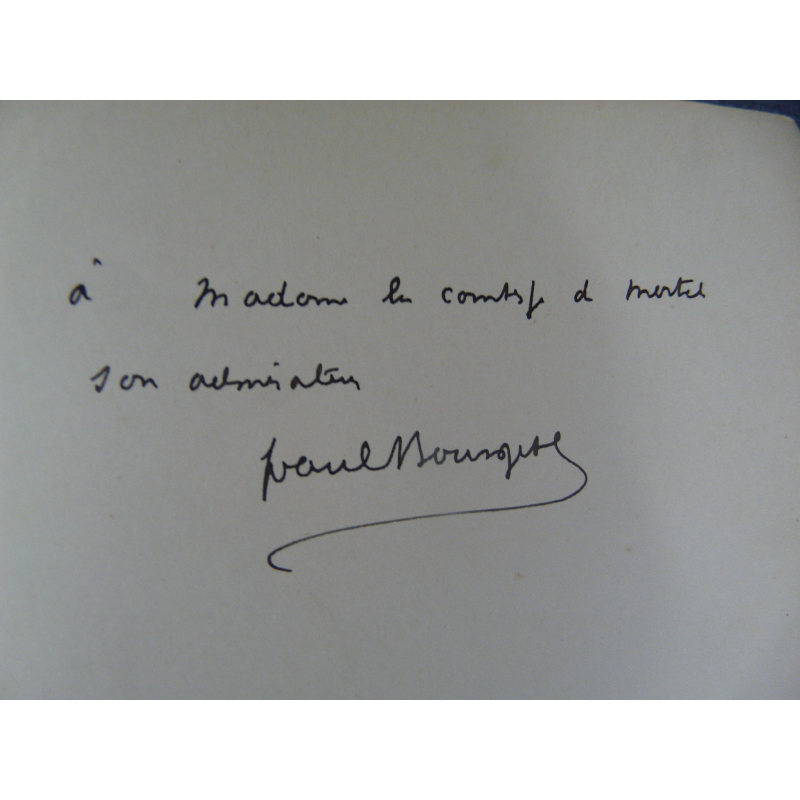 à Madame la comtesse de Martel
son admirateur
Paul Bourget